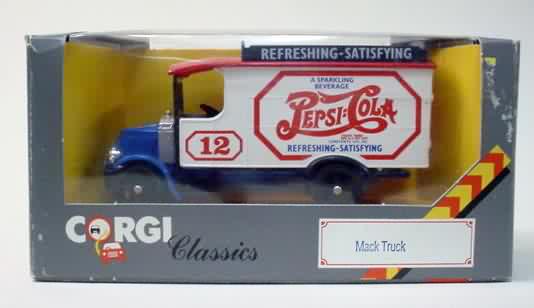 REFRESHING-SATISFYING
A SPARKLING
BEVERAGE
PEPSI:COLA
REFRESHING-SATISFYING
12
CORGI
Classics
Mack Truck